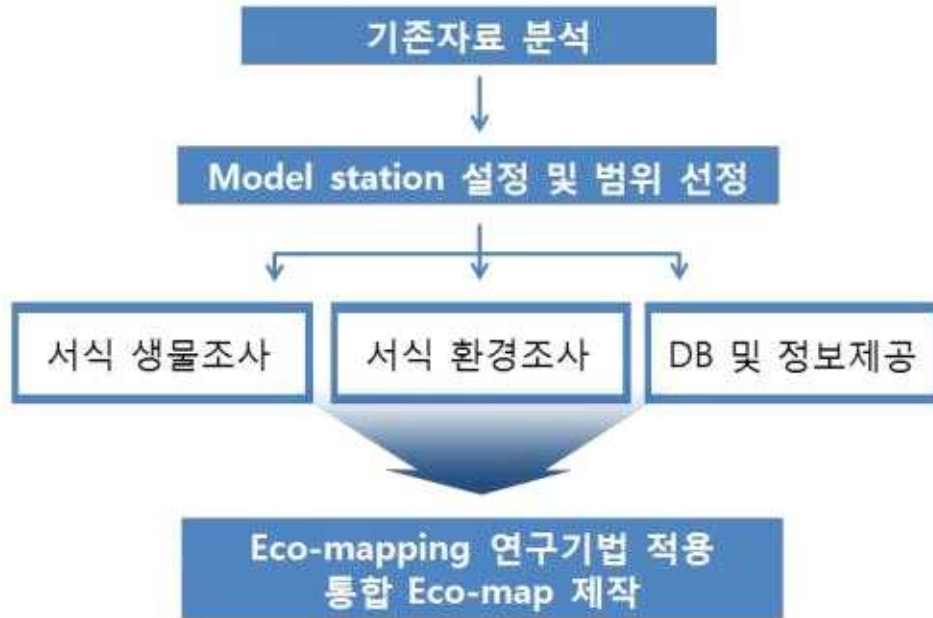 기존자료 분석
Model station 설정 및 범위 선정
서식 생물조사
서식 환경조사
DB 및 정보제공
Eco-mapping 연구기법 적용
통합 Eco-map 제작